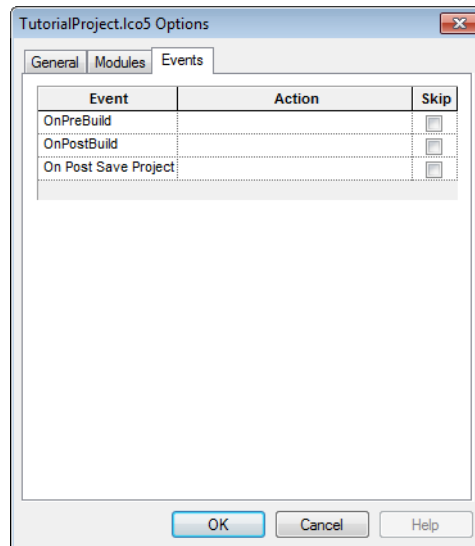 TutorialProject.lco5 Options
General Modules Events
Event Action Skip
OnPreBuild
OnPostBuild
On Post Save Project
OK Cancel Help